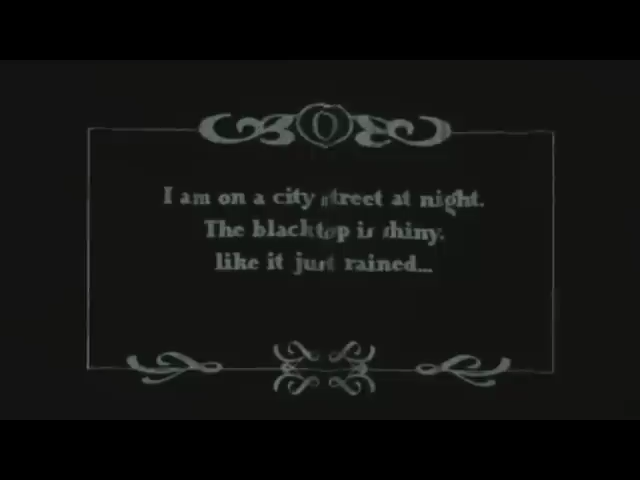 O
I am on a city street at night.
The blacktop is shiny,
like it just rained...